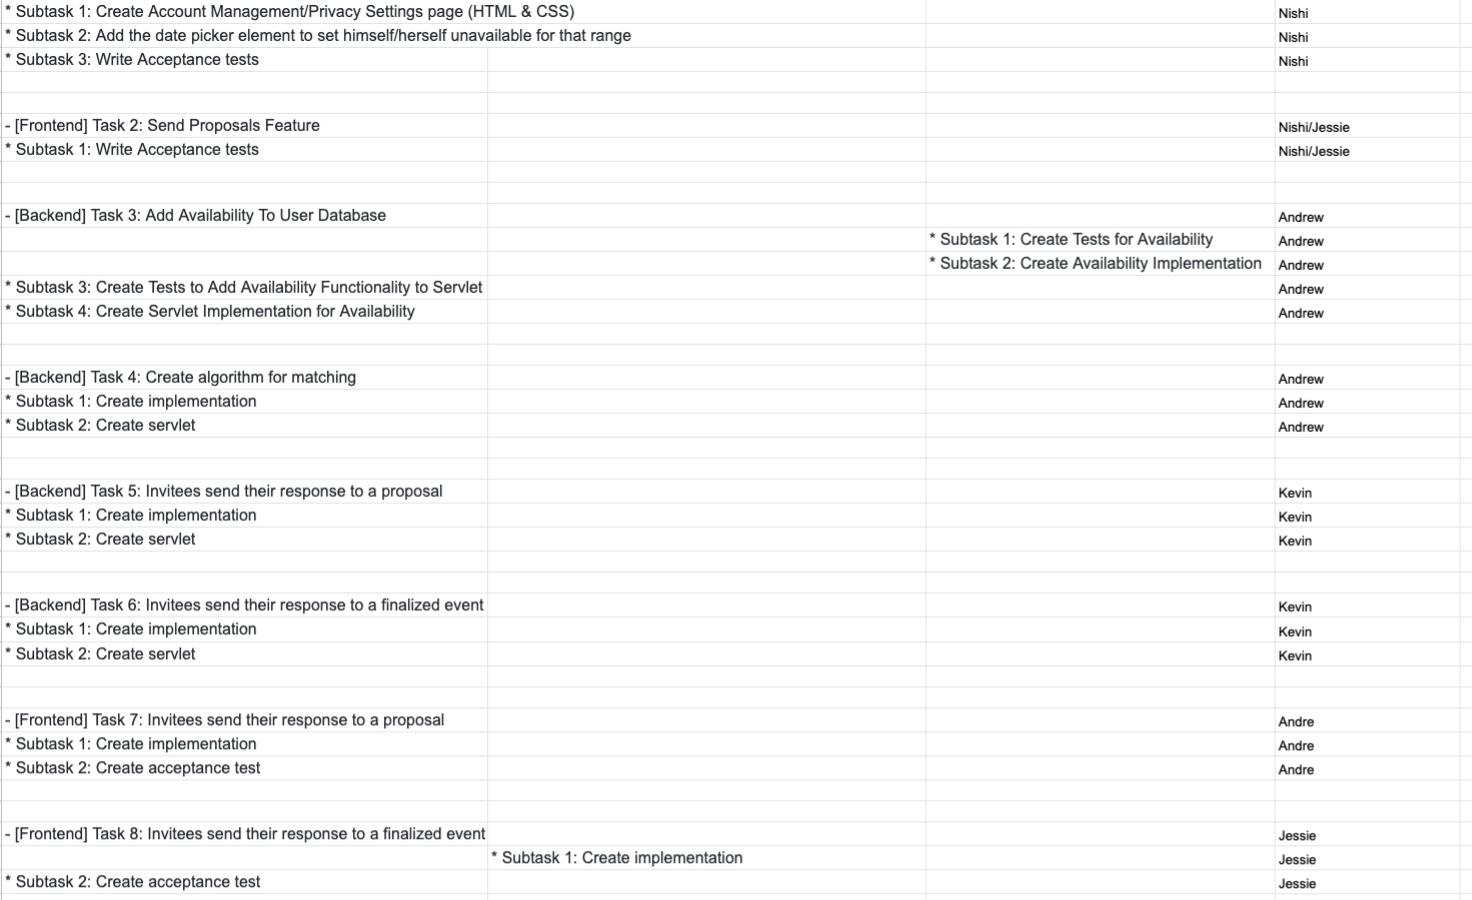 * Subtask 1: Create Account Management/Privacy Settings page (HTML & CSS) Nishi
* Subtask 2: Add the date picker element to set himself/herself unavailable for that range Nishi
* Subtask 3: Write Acceptance tests Nishi
- [Frontend] Task 2: Send Proposals Feature Nishi/Jessie
* Subtask 1: Write Acceptance tests Nishi/Jessie
- [Backend] Task 3: Add Availability To User Database Andrew
* Subtask 1: Create Tests for Availability Andrew
* Subtask 2: Create Availability Implementation Andrew
* Subtask 3: Create Tests to Add Availability Functionality to Servlet Andrew
* Subtask 4: Create Servlet Implementation for Availability Andrew
- [Backend] Task 4: Create algorithm for matching Andrew
* Subtask 1: Create implementation Andrew
* Subtask 2: Create servlet Andrew
- [Backend] Task 5: Invitees send their response to a proposal Kevin
* Subtask 1: Create implementation Kevin
* Subtask 2: Create servlet Kevin
- [Backend] Task 6: Invitees send their response to a finalized event Kevin
* Subtask 1: Create implementation Kevin
* Subtask 2: Create servlet Kevin
- [Frontend] Task 7: Invitees send their response to a proposal Andre
* Subtask 1: Create implementation Andre
* Subtask 2: Create acceptance test Andre
- [Frontend] Task 8: Invitees send their response to a finalized event Jessie
* Subtask 1: Create implementation Jessie
* Subtask 2: Create acceptance test Jessie